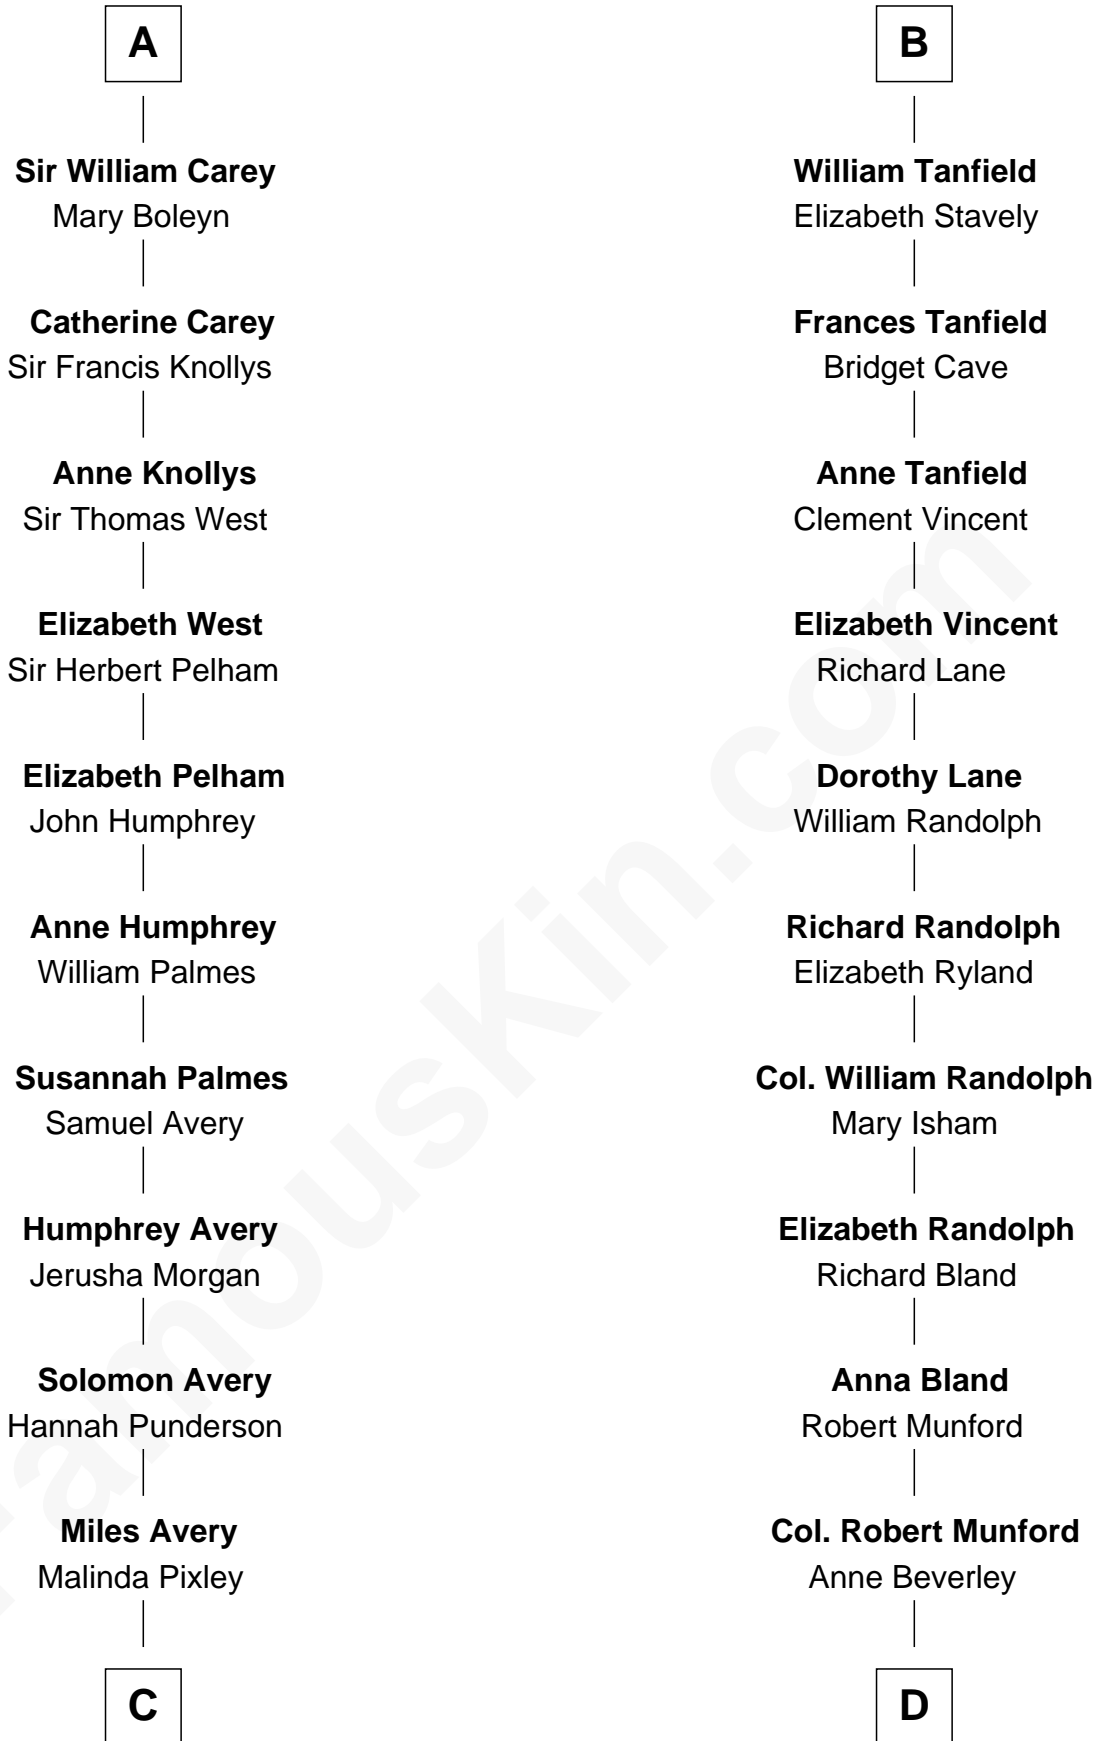 A
Sir William Carey
Mary Boleyn
Catherine Carey
Sir Francis Knollys
Anne Knollys
Sir Thomas West
Elizabeth West
Sir Herbert Pelham
Elizabeth Pelham
John Humphrey
Anne Humphrey
William Palmes
Susannah Palmes
Samuel Avery
Humphrey Avery
Jerusha Morgan
Solomon Avery
Hannah Punderson
Miles Avery
Malinda Pixley
C
B
William Tanfield
Elizabeth Stavely
Frances Tanfield
Bridget Cave
Anne Tanfield
Clement Vincent
Elizabeth Vincent
Richard Lane
Dorothy Lane
William Randolph
Richard Randolph
Elizabeth Ryland
Col. William Randolph
Mary Isham
Elizabeth Randolph
Richard Bland
Anna Bland
Robert Munford
Col. Robert Munford
Anne Beverley
D
FamousKin.com